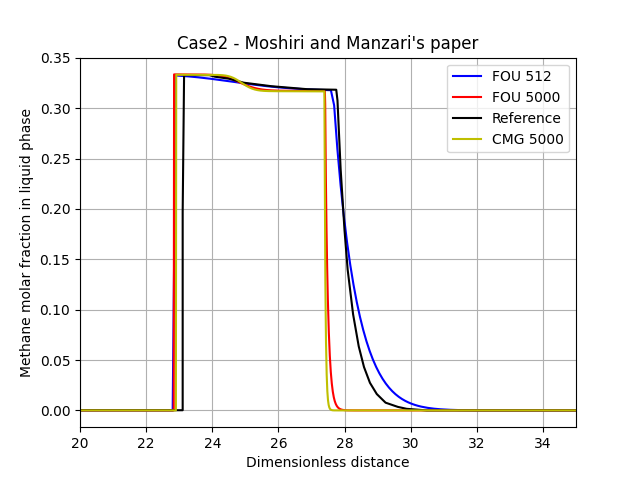 Case2 - Moshiri and Manzari's paper
FOU 512
FOU 5000
Reference
CMG 5000
Methane molar fraction in liquid phase
0.35
0.30
0.25
0.20
0.15
0.10
0.05
0.00
20 22 24 26 28 30 32 34
Dimensionless distance